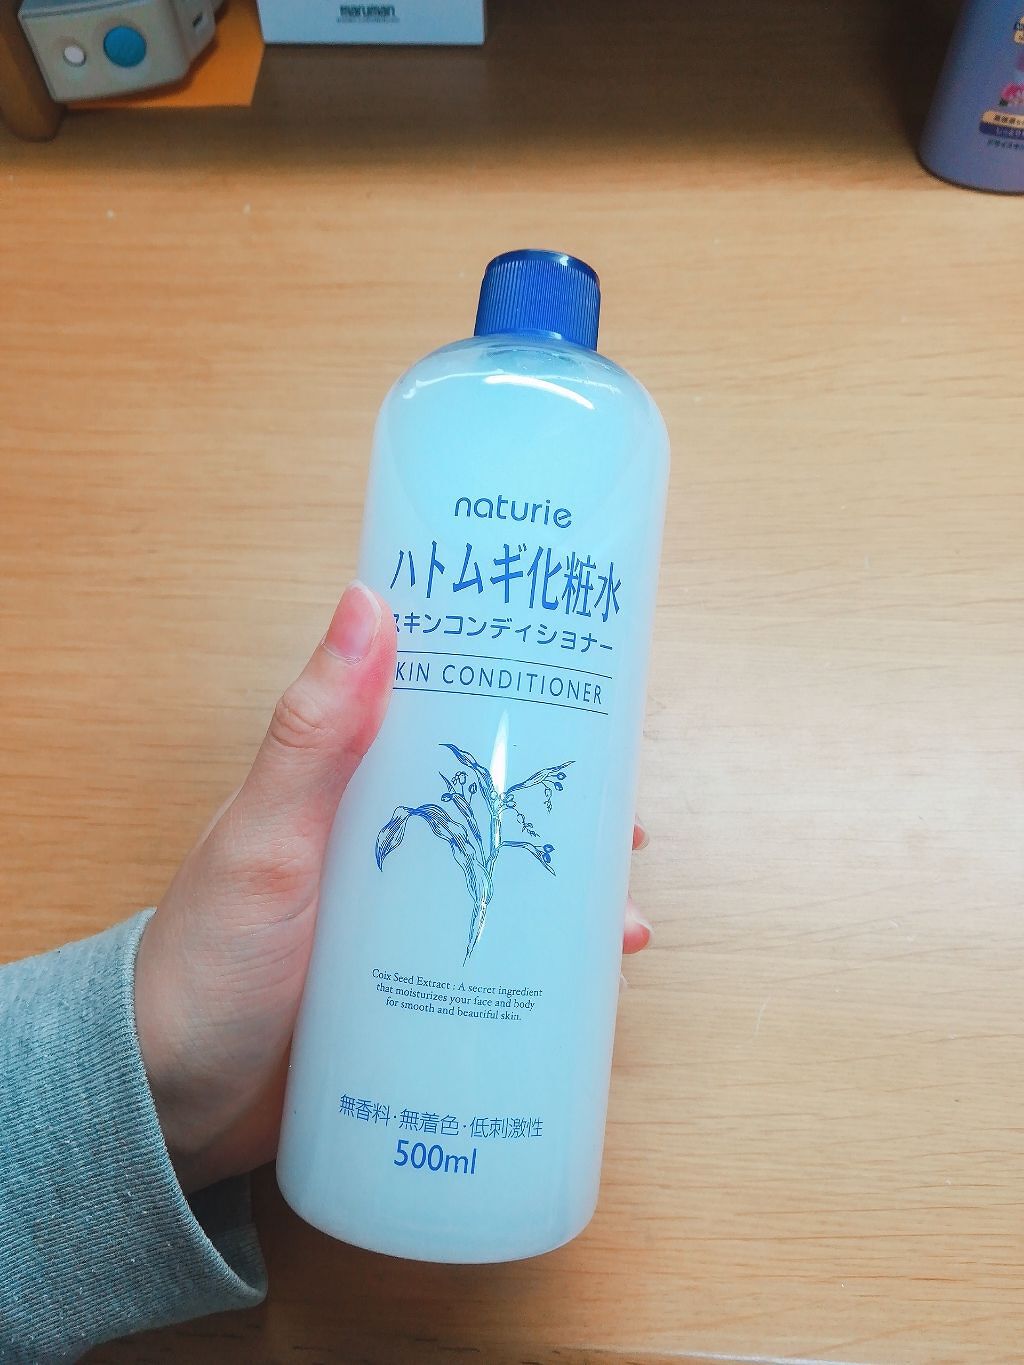 maruman
naturie
ハトムギ化粧水
スキンコンディショナー
KIN CONDITIONER
Coix Seed Extract : A secret ingredient
that moisturizes your face and body
for smooth and beautiful skin.
無香料・無着色・低刺激性
500ml